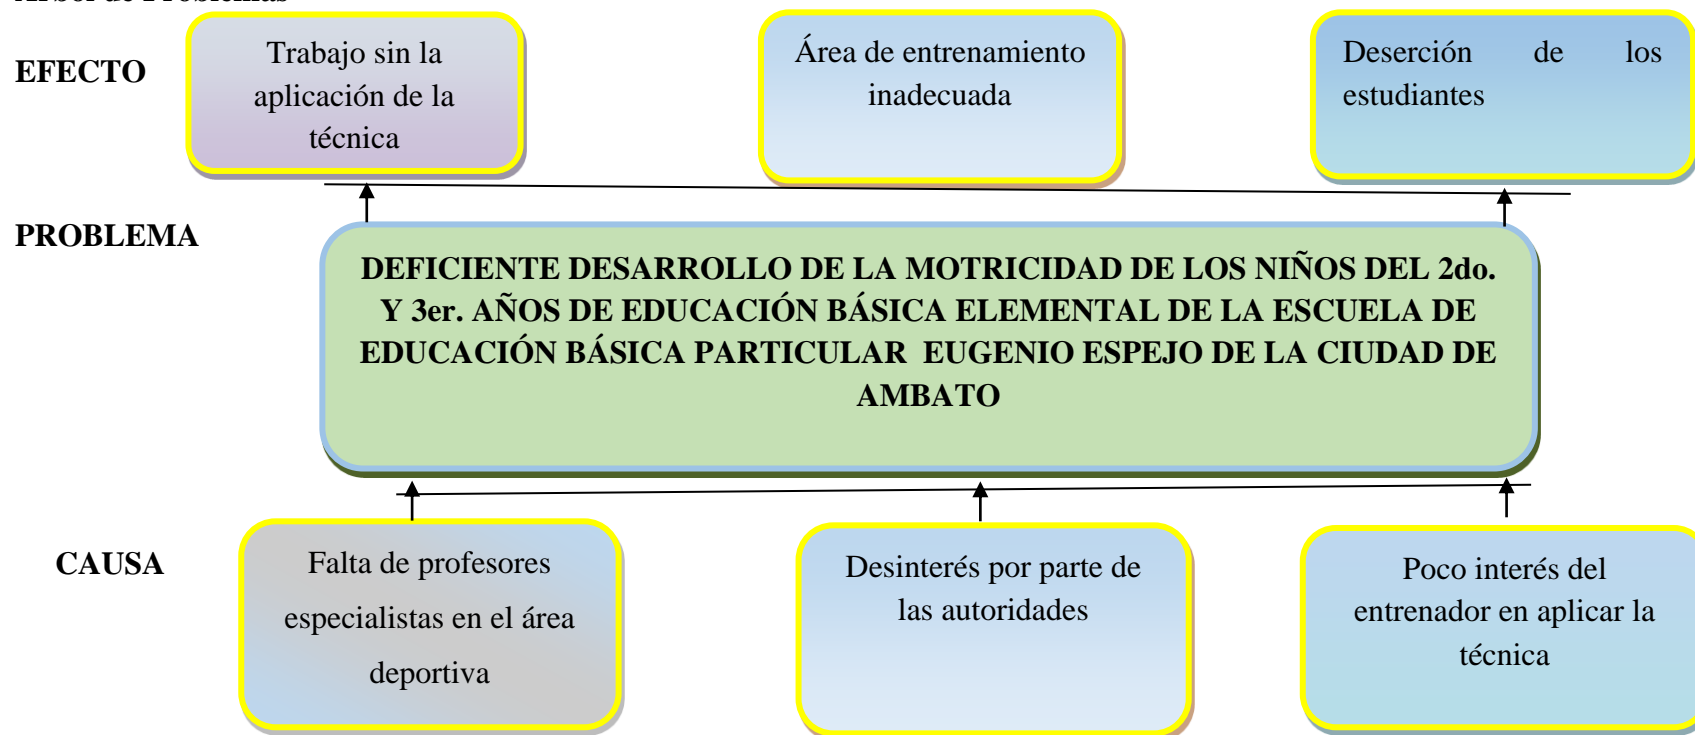 Árbol de Problemas
EFECTO
Trabajo sin la
aplicación de la
técnica
Área de entrenamiento
inadecuada
Deserción de los
estudiantes
PROBLEMA
DEFICIENTE DESARROLLO DE LA MOTRICIDAD DE LOS NIÑOS DEL 2do.
Y 3er. AÑOS DE EDUCACIÓN BÁSICA ELEMENTAL DE LA ESCUELA DE
EDUCACIÓN BÁSICA PARTICULAR EUGENIO ESPEJO DE LA CIUDAD DE
AMBATO
CAUSA
Falta de profesores
especialistas en el área
deportiva
Desinterés por parte de
las autoridades
Poco interés del
entrenador en aplicar la
técnica